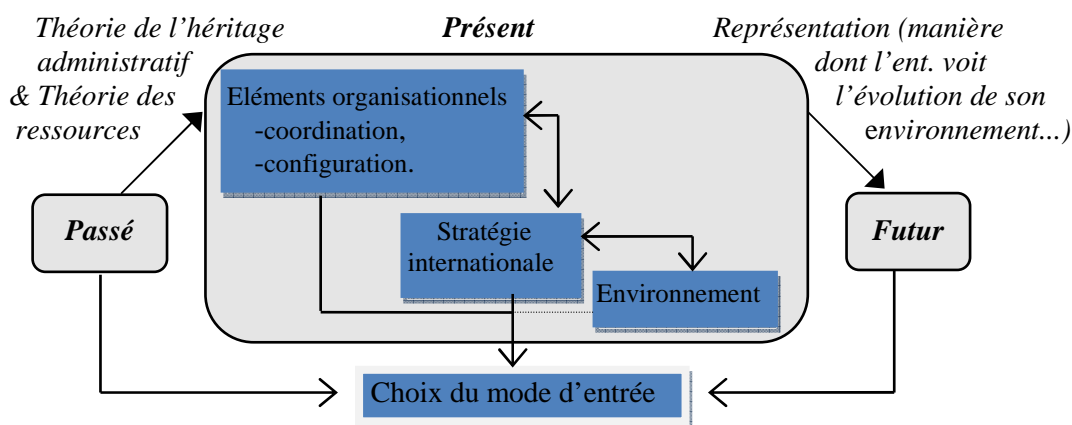 Théorie de l'héritage
administratif
& Théorie des
ressources
Présent
Représentation (manière
dont l'ent. voit
l'évolution de son
environnement...)
Eléments organisationnels
-coordination,
-configuration.
Passé
Stratégie
internationale
Environnement
Futur
Choix du mode d'entrée